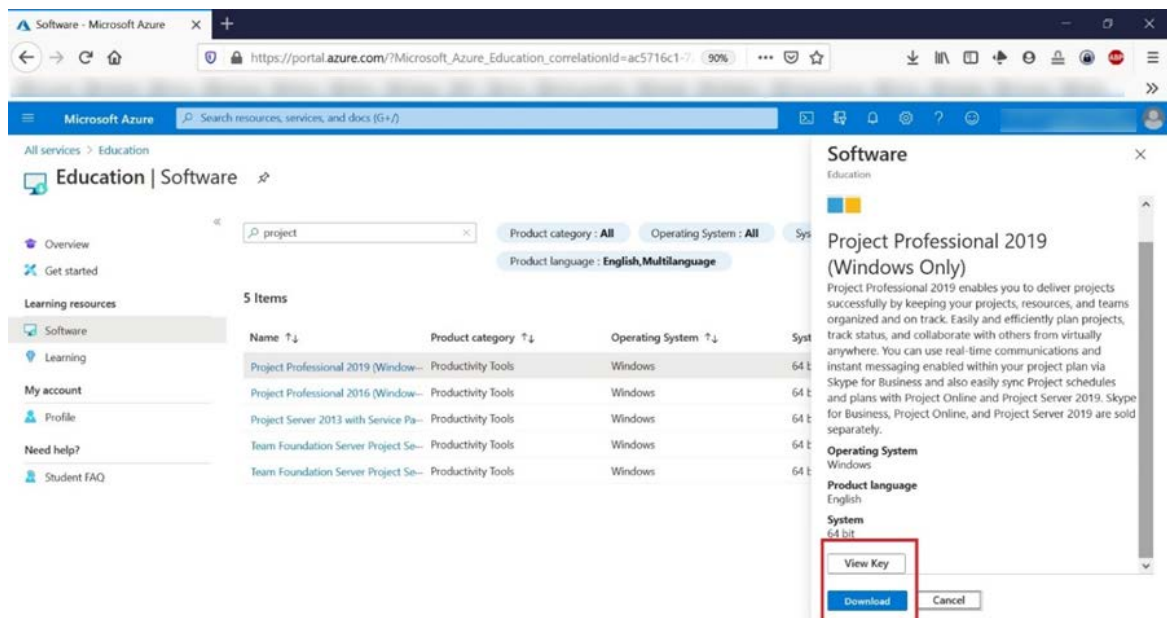 Software - Microsoft Azure
https://portal.azure.com/?Microsoft_Azure_Education_correlationId=ac5716c1-7
90%
Microsoft Azure
Search resources, services, and docs (G+/)
All services > Education
Education | Software
project
Product category : All
Operating System : All
Sys
Product language : English,Multilanguage
Overview
Get started
Learning resources
Software
Learning
My account
Profile
Need help?
Student FAQ
5 Items
Name ↑↓ Product category ↑↓ Operating System ↑↓ Syst
Project Professional 2019 (Window... Productivity Tools Windows 64 b
Project Professional 2016 (Window... Productivity Tools Windows 64 b
Project Server 2013 with Service Pa... Productivity Tools Windows 64 b
Team Foundation Server Project Se... Productivity Tools Windows 64 b
Team Foundation Server Project Se... Productivity Tools Windows 64 b
Software
Education
Project Professional 2019
(Windows Only)
Project Professional 2019 enables you to deliver projects
successfully by keeping your projects, resources, and teams
organized and on track. Easily and efficiently plan projects,
track status, and collaborate with others from virtually
anywhere. You can use real-time communications and
instant messaging enabled within your project plan via
Skype for Business and also easily sync Project schedules
and plans with Project Online and Project Server 2019. Skype
for Business, Project Online, and Project Server 2019 are sold
separately.
Operating System
Windows
Product language
English
System
64 bit
View Key
Download
Cancel